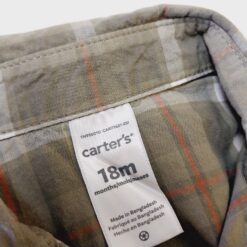 carter's
18m
months/mois/meses
Made in Bangladesh
Fabriqué au Bangladesh
Hecho en Bangladesh